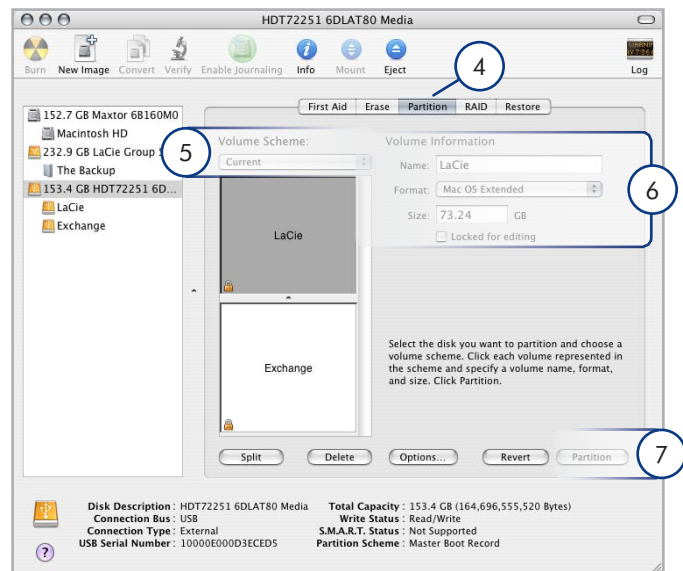 HDT72251 6DLAT80 Media
Burn New Image Convert Verify Enable Journaling Info Mount Eject Log
4
First Aid Erase Partition RAID Restore
152.7 GB Maxtor 6B160M0
Macintosh HD
232.9 GB LaCie Group
The Backup
153.4 GB HDT72251 6D...
LaCie
Exchange
5
Volume Scheme:
Current
LaCie
Exchange
Volume Information
Name: LaCie
Format: Mac OS Extended
Size: 73.24 GB
Locked for editing
6
Select the disk you want to partition and choose a
volume scheme. Click each volume represented in
the scheme and specify a volume name, format,
and size. Click Partition.
Split Delete Options... Revert Partition
7
Disk Description : HDT72251 6DLAT80 Media
Connection Bus : USB
Connection Type : External
USB Serial Number : 10000E000D3ECED5
Total Capacity : 153.4 GB (164,696,555,520 Bytes)
Write Status : Read/Write
S.M.A.R.T. Status : Not Supported
Partition Scheme : Master Boot Record
?